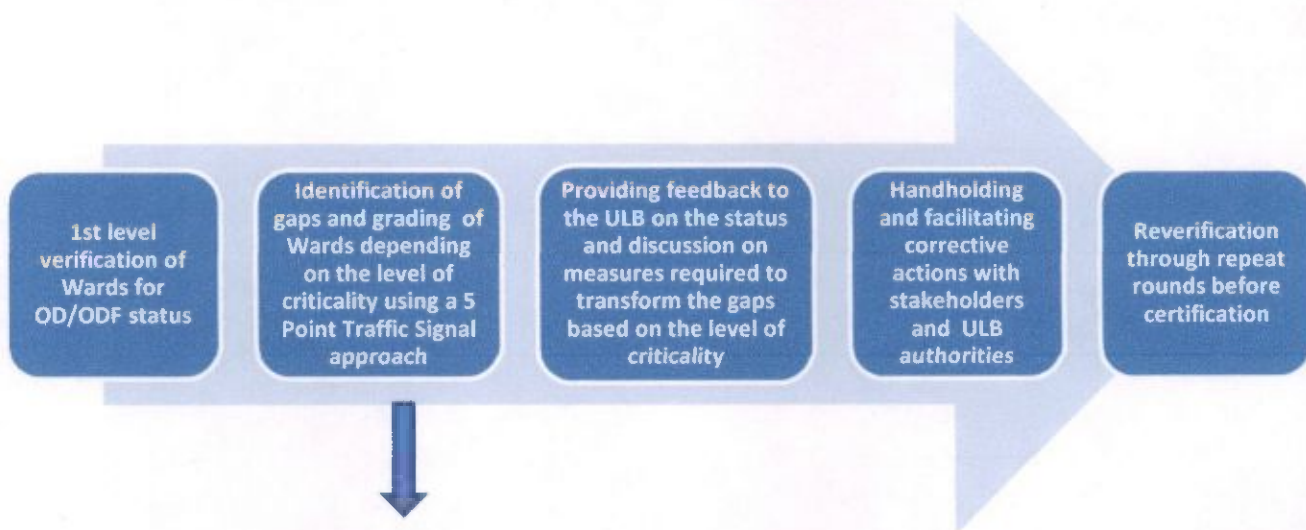 1st level
verification of
Wards for
OD/ODF status
Identification of
gaps and grading of
Wards depending
on the level of
criticality using a 5
Point Traffic Signal
approach
Providing feedback to
the ULB on the status
and discussion on
measures required to
transform the gaps
based on the level of
criticality
Handholding
and facilitating
corrective
actions with
stakeholders
and ULB
authorities
Reverification
through repeat
rounds before
certification